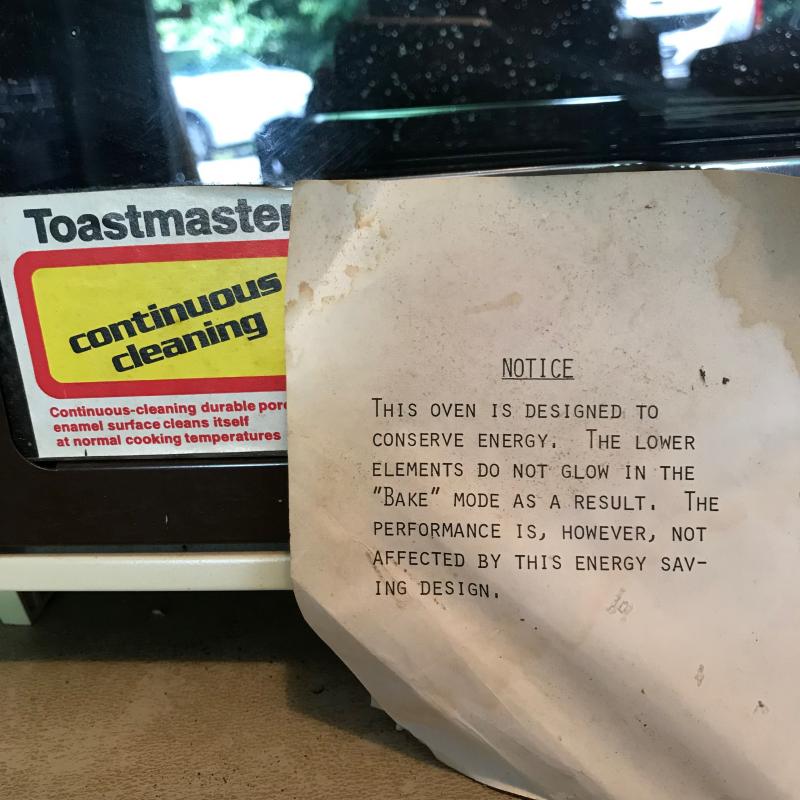 Toastmaster
continuous
cleaning
Continuous-cleaning durable
enamel surface cleans itself
at normal cooking temperatures
NOTICE
THIS OVEN IS DESIGNED TO
CONSERVE ENERGY. THE LOWER
ELEMENTS DO NOT GLOW IN THE
"BAKE" MODE AS A RESULT. THE
PERFORMANCE IS, HOWEVER, NOT
AFFECTED BY THIS ENERGY SAV-
ING DESIGN.